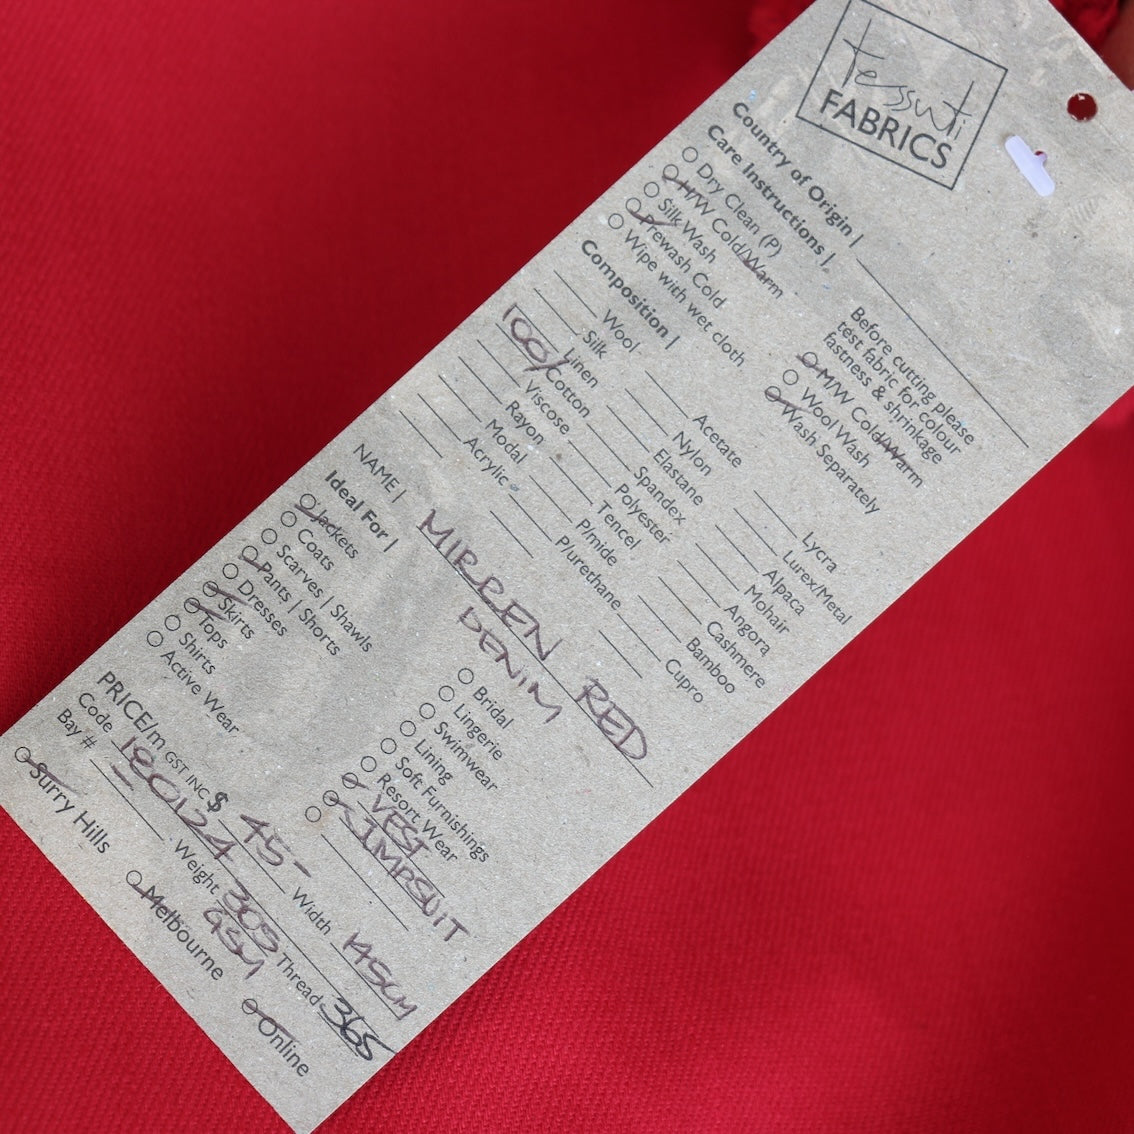 Tessuti
FABRICS
Country of Origin |
Care Instructions |
Dry Clean (P)
H/W Cold/Warm
Silk Wash
Prewash Cold
Wipe with wet cloth
Before cutting please
test fabric for colour
fastness & shrinkage
M/W Cold/Warm
Wool Wash
Wash Separately
Composition |
Wool
Silk
Linen
100% Cotton
Viscose
Rayon
Modal
Acrylic
Acetate
Nylon
Elastane
Spandex
Polyester
Tencel
P/mide
P/urethane
Lycra
Lurex/Metal
Alpaca
Mohair
Angora
Cashmere
Bamboo
Cupro
NAME | MIRREN RED
DENIM
Ideal For |
Jackets
Coats
Scarves | Shawls
Pants | Shorts
Dresses
Skirts
Tops
Shirts
Active Wear
Bridal
Lingerie
Swimwear
Lining
Soft Furnishings
Resort Wear
VEST
JUMPSUIT
PRICE/m GST INC $ 45- Width 145CM
Code 180124 Weight 305 GSM Thread 365
Bay #
Surry Hills Melbourne Online